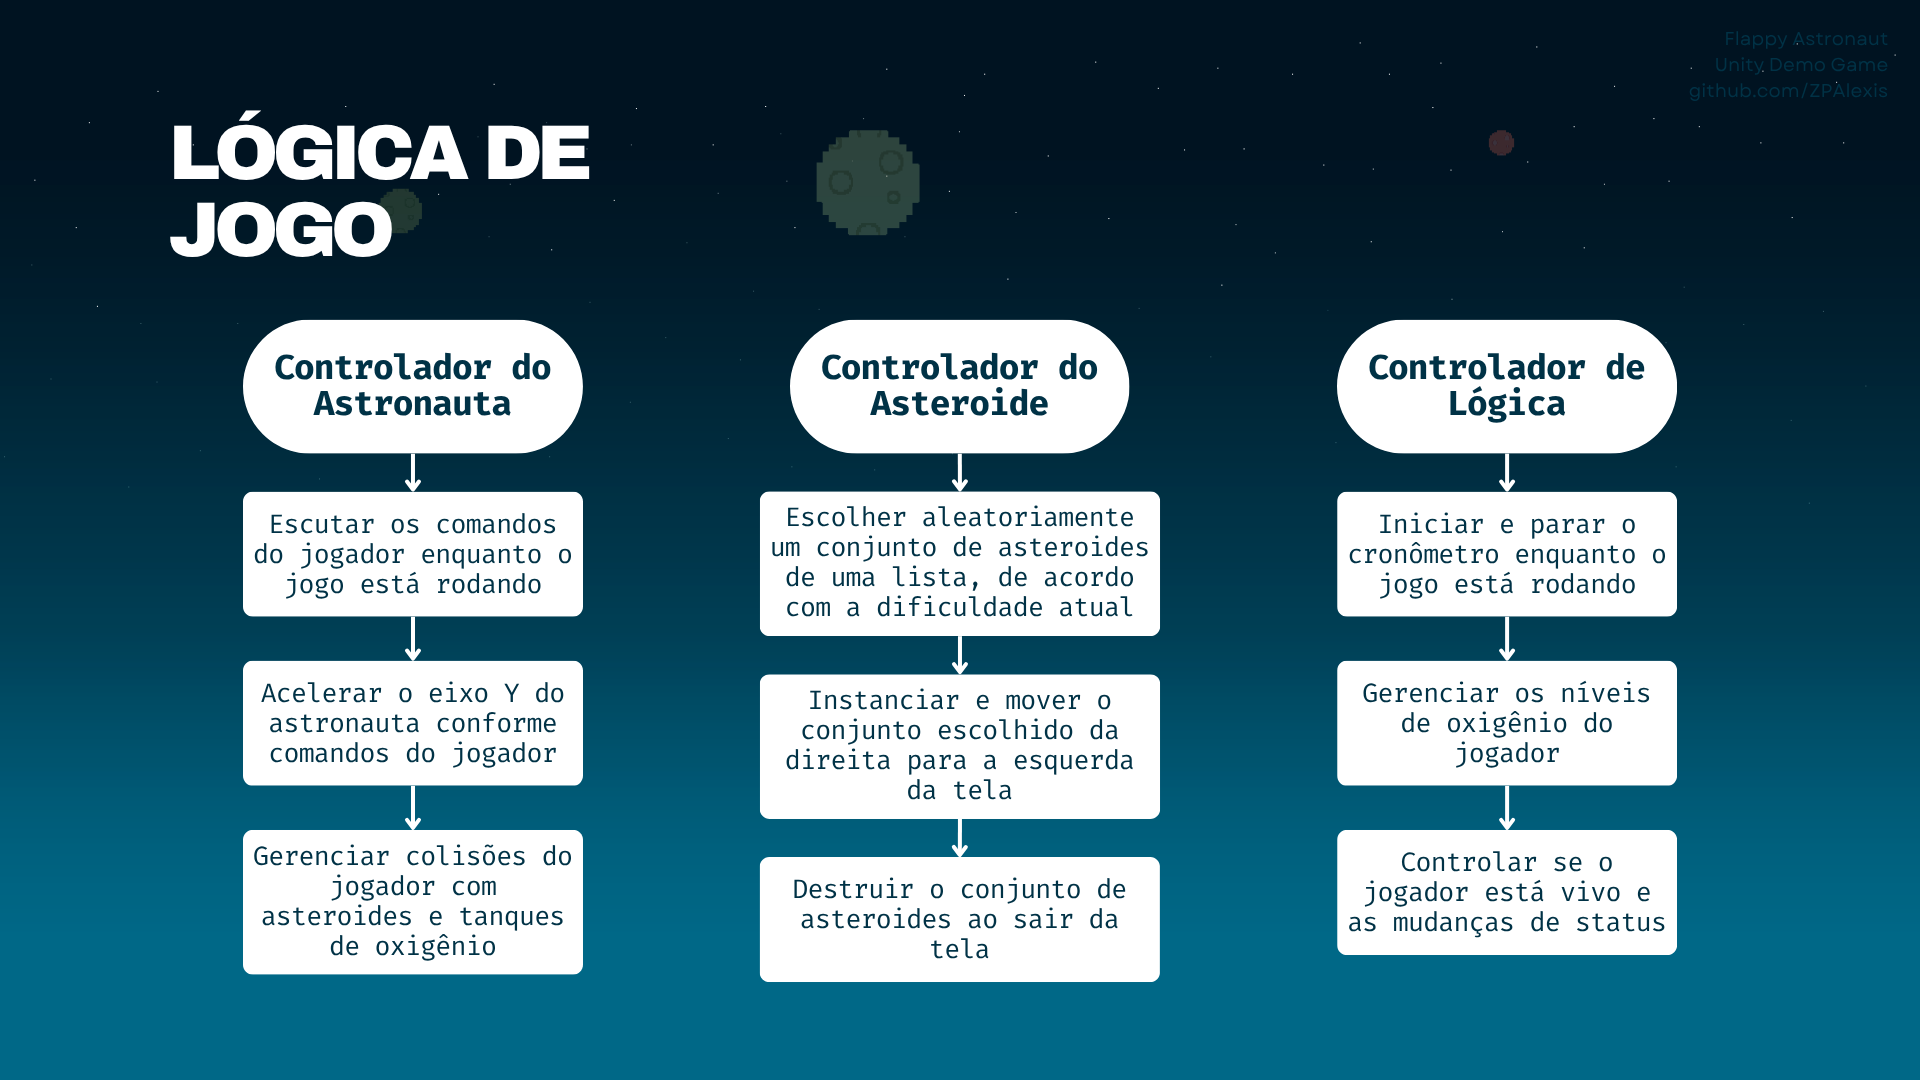 Flappy Astronaut
Unity Demo Game
github.com/ZPAlexis
LÓGICA DE
JOGO
Controlador do
Astronauta
Escutar os comandos
do jogador enquanto o
jogo está rodando
Acelerar o eixo Y do
astronauta conforme
comandos do jogador
Gerenciar colisões do
jogador com
asteroides e tanques
de oxigênio
Controlador do
Asteroide
Escolher aleatoriamente
um conjunto de asteroides
de uma lista, de acordo
com a dificuldade atual
Instanciar e mover o
conjunto escolhido da
direita para a esquerda
da tela
Destruir o conjunto de
asteroides ao sair da
tela
Controlador de
Lógica
Iniciar e parar o
cronômetro enquanto o
jogo está rodando
Gerenciar os níveis
de oxigênio do
jogador
Controlar se o
jogador está vivo e
as mudanças de status